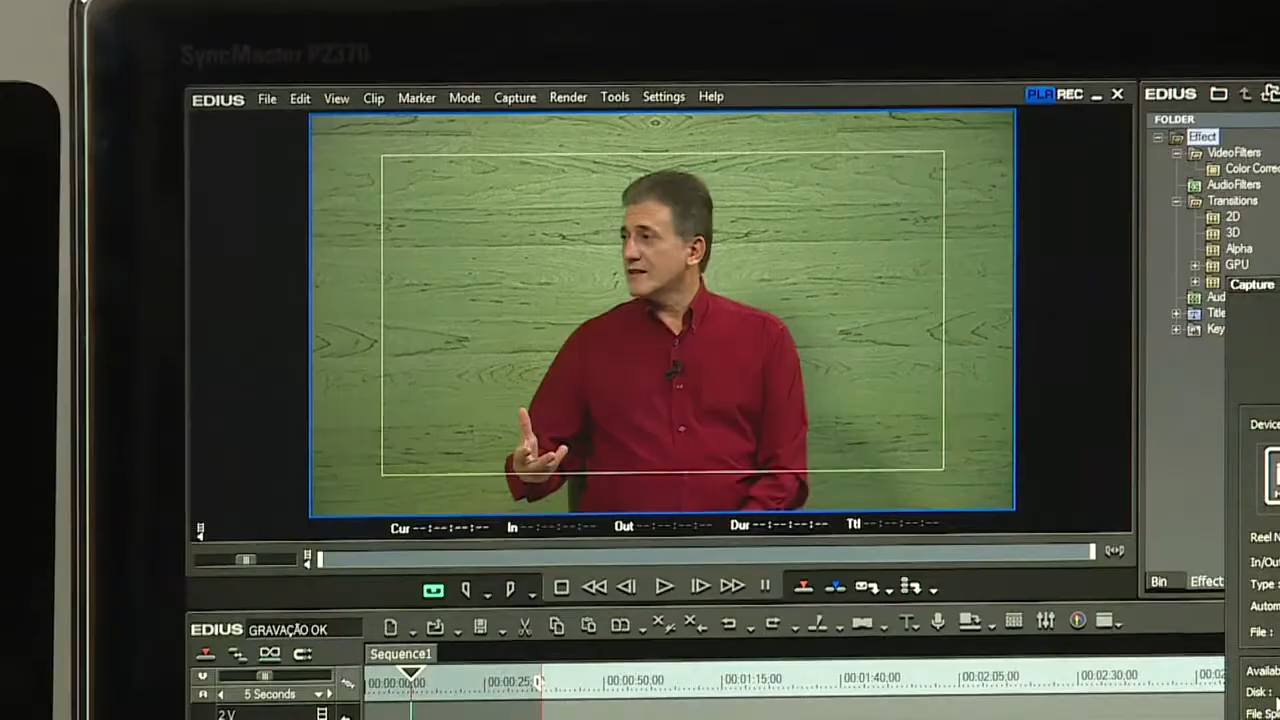 SyncMaster P2370
EDIUS File Edit View Clip Marker Mode Capture Render Tools Settings Help PLR REC
EDIUS
FOLDER
Effect
VideoFilters
Color Corre
AudioFilters
Transitions
2D
3D
Alpha
GPU
Capture
Aud
Title
Key
Cur --:--:--:-- In --:--:--:-- Out --:--:--:-- Dur --:--:--:-- Ttl --:--:--:--
Device
Reel N
In/Out
Type :
Autom
File :
Bin Effect
EDIUS GRAVAÇÃO OK
Sequence1
00:00:00;00 00:00:25; 00:00:50;00 00:01:15;00 00:01:40;00 00:02:05;00 00:02:30;00 00:02
5 Seconds
2 V
Availab
Disk :
File Sp